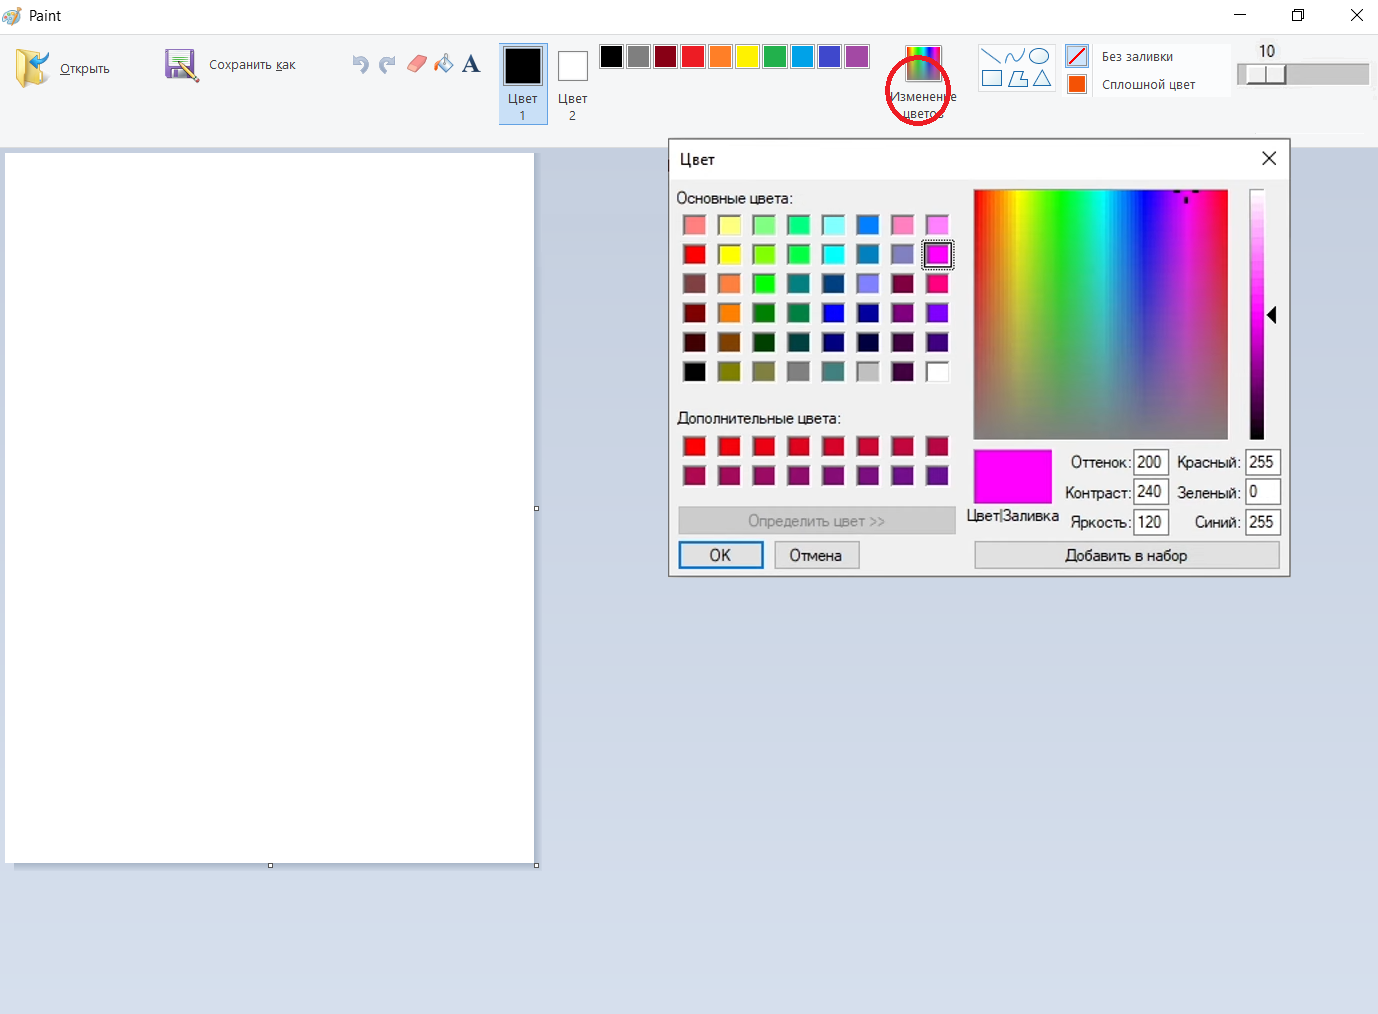 Paint
Открыть
Сохранить как
A
Цвет
1
Цвет
2
Изменение
цветов
Без заливки
Сплошной цвет
10
Цвет
Основные цвета:
Дополнительные цвета:
Определить цвет >>
OK
Отмена
Цвет|Заливка
Оттенок: 200
Контраст: 240
Яркость: 120
Красный: 255
Зеленый: 0
Синий: 255
Добавить в набор